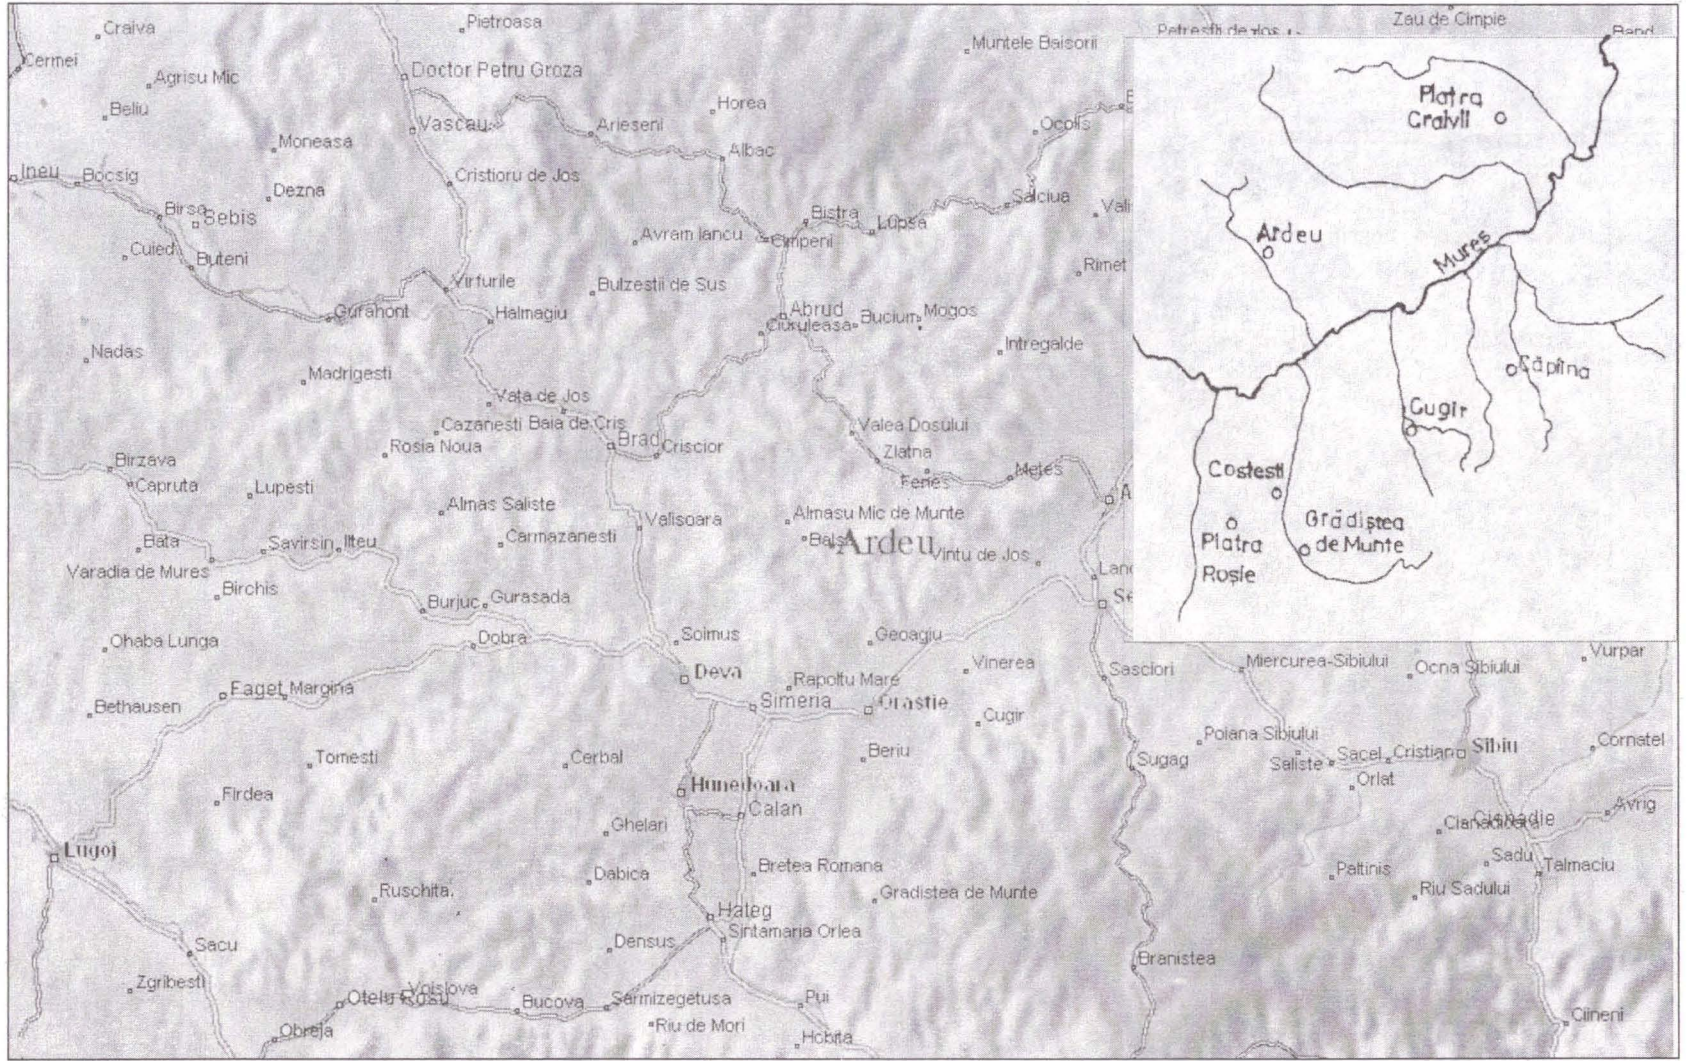 Craiva
Pietroasa
Zau de Cimpie
Cermei
Agrisu Mic
Doctor Petru Groza
Muntele Baisorii
Beliu
Horea
Vascau
Arieseni
Ocolis
Moneasa
Albac
Ineu
Bocsig
Cristioru de Jos
Dezna
Salciua
Birsa
Sebis
Bistra
Lupsa
Avram Iancu
Cimpeni
Cuied
Buteni
Rimet
Virfurile
Bulzestii de Sus
Gurahont
Halmagiu
Abrud
Ciuruleasa
Bucium
Mogos
Nadas
Intregalde
Madrigesti
Vata de Jos
Cazanesti
Baia de Cris
Valea Dosului
Rosia Noua
Brad
Criscior
Zlatna
Birzava
Capruta
Lupesti
Fenes
Metes
Almas Saliste
Valisoara
Almasu Mic de Munte
Bata
Savirsin
Ilteu
Carmazanesti
Balsa
Ardeu
Vintu de Jos
Varadia de Mures
Birchis
Burjuc
Gurasada
Ohaba Lunga
Dobra
Soimus
Geoagiu
Vinerea
Sasciori
Miercurea-Sibiului
Ocna Sibiului
Vurpar
Deva
Rapoltu Mare
Faget
Margina
Bethausen
Simeria
Orastie
Cugir
Poiana Sibiului
Tomesti
Cerbal
Beriu
Sugag
Saliste
Sacel
Cristian
Sibiu
Cornatel
Orlat
Firdea
Hunedoara
Calan
Ghelari
Cisnadioara
Cisnadie
Avrig
Lugoj
Bretea Romana
Paltinis
Sadu
Talmaciu
Dabica
Ruschita
Gradistea de Munte
Riu Sadului
Hateg
Sintamaria Orlea
Sacu
Densus
Branistea
Zgribesti
Otelu Rosu
Voislova
Bucova
Sarmizegetusa
Pui
Riu de Mori
Obreja
Hobita
Ciineni
Piatra
Craivii
Ardeu
Mureș
Căpîlna
Cugir
Costesti
Grădiștea
de Munte
Piatra
Roșie